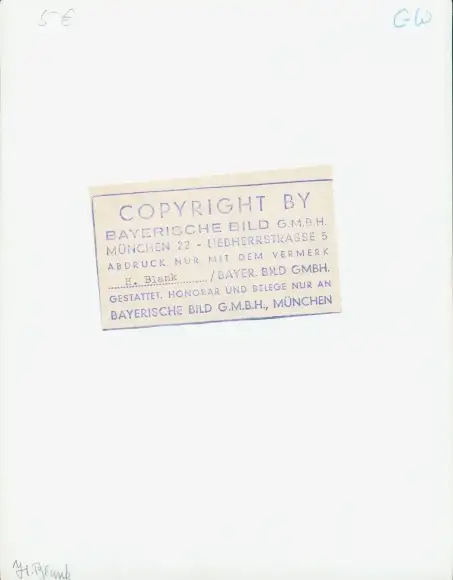 5 €
GW
COPYRIGHT BY
BAYERISCHE BILD G.M.B.H.
MÜNCHEN 22 - LIEBHERRSTRASSE 5
ABDRUCK NUR MIT DEM VERMERK
H. Blank / BAYER. BILD GMBH.
GESTATTET. HONORAR UND BELEGE NUR AN
BAYERISCHE BILD G.M.B.H., MÜNCHEN
H. Blank